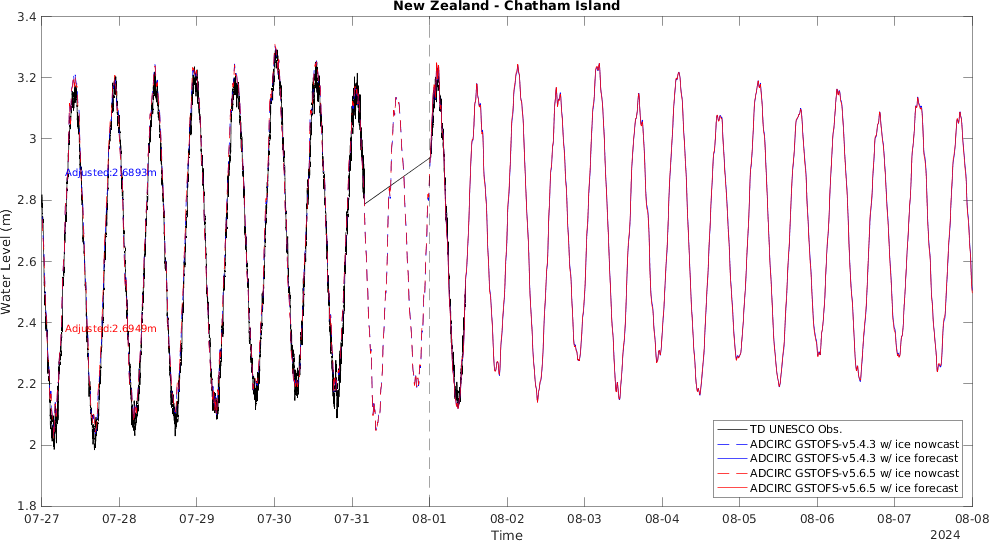 New Zealand - Chatham Island
3.4
3.2
3
2.8
2.6
2.4
2.2
2
1.8
Water Level (m)
Adjusted:2.6893m
Adjusted:2.6949m
TD UNESCO Obs.
ADCIRC GSTOFS-v5.4.3 w/ ice nowcast
ADCIRC GSTOFS-v5.4.3 w/ ice forecast
ADCIRC GSTOFS-v5.6.5 w/ ice nowcast
ADCIRC GSTOFS-v5.6.5 w/ ice forecast
07-27 07-28 07-29 07-30 07-31 08-01 08-02 08-03 08-04 08-05 08-06 08-07 08-08
Time
2024